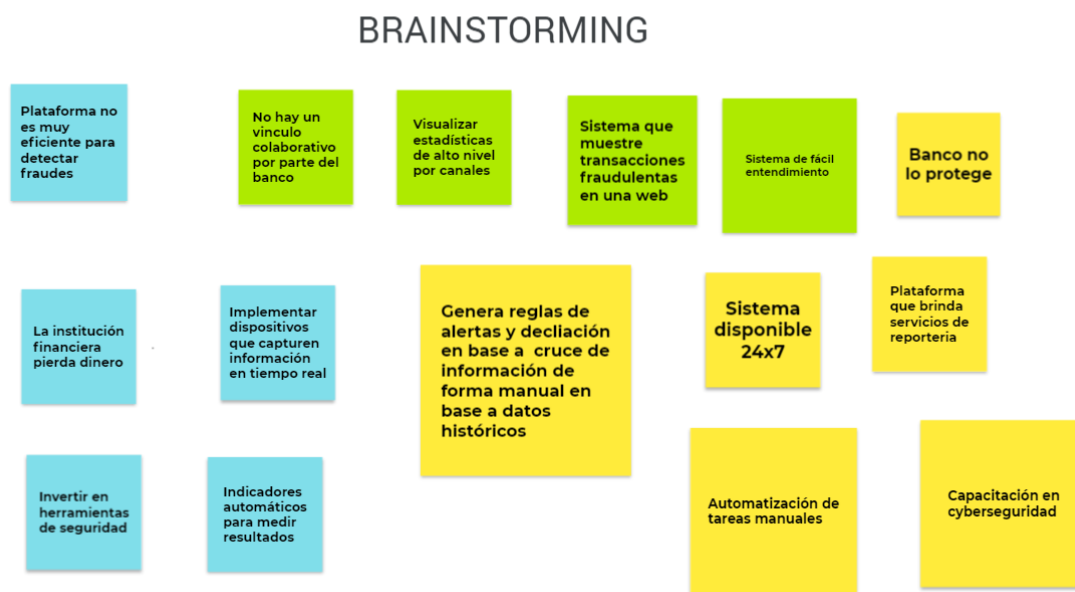 BRAINSTORMING
Plataforma no
es muy
eficiente para
detectar
fraudes
No hay un
vinculo
colaborativo
por parte del
banco
Visualizar
estadísticas
de alto nivel
por canales
Sistema que
muestre
transacciones
fraudulentas
en una web
Sistema de fácil
entendimiento
Banco no
lo protege
La institución
financiera
pierda dinero
Implementar
dispositivos
que capturen
información
en tiempo real
Genera reglas de
alertas y decliación
en base a cruce de
información de
forma manual en
base a datos
históricos
Sistema
disponible
24x7
Plataforma
que brinda
servicios de
reporteria
Invertir en
herramientas
de seguridad
Indicadores
automáticos
para medir
resultados
Automatización de
tareas manuales
Capacitación en
cyberseguridad